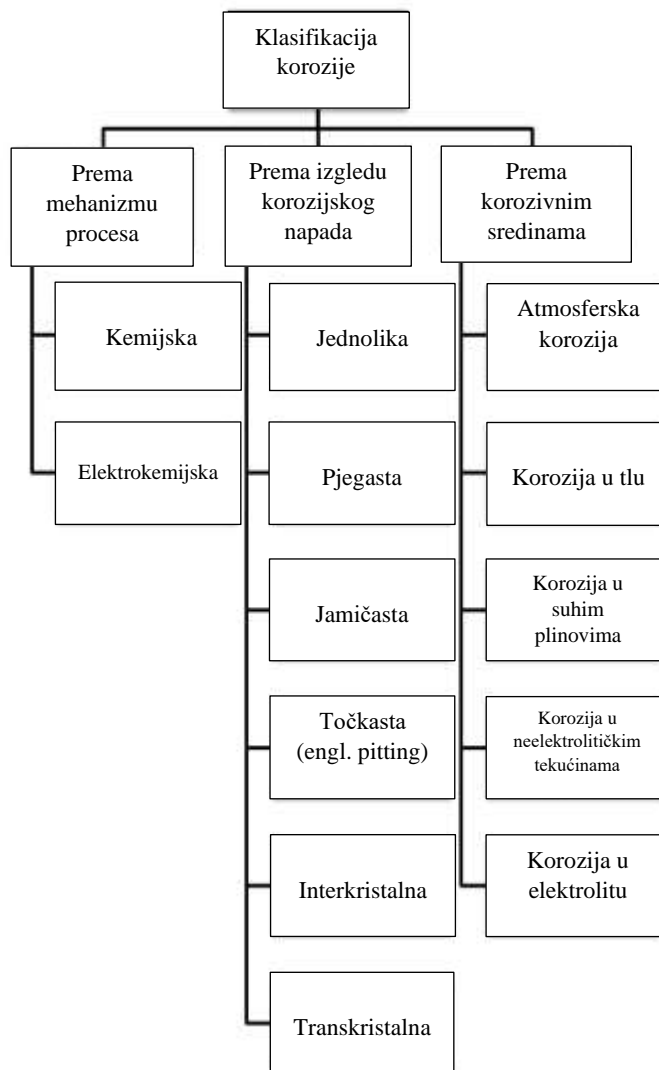 Klasifikacija
korozije
Prema
mehanizmu
procesa
Kemijska
Elektrokemijska
Prema izgledu
korozijskog
napada
Jednolika
Pjegasta
Jamičasta
Točkasta
(engl. pitting)
Interkristalna
Transkristalna
Prema
korozivnim
sredinama
Atmosferska
korozija
Korozija u tlu
Korozija u
suhim
plinovima
Korozija u
neelektrolitičkim
tekućinama
Korozija u
elektrolitu